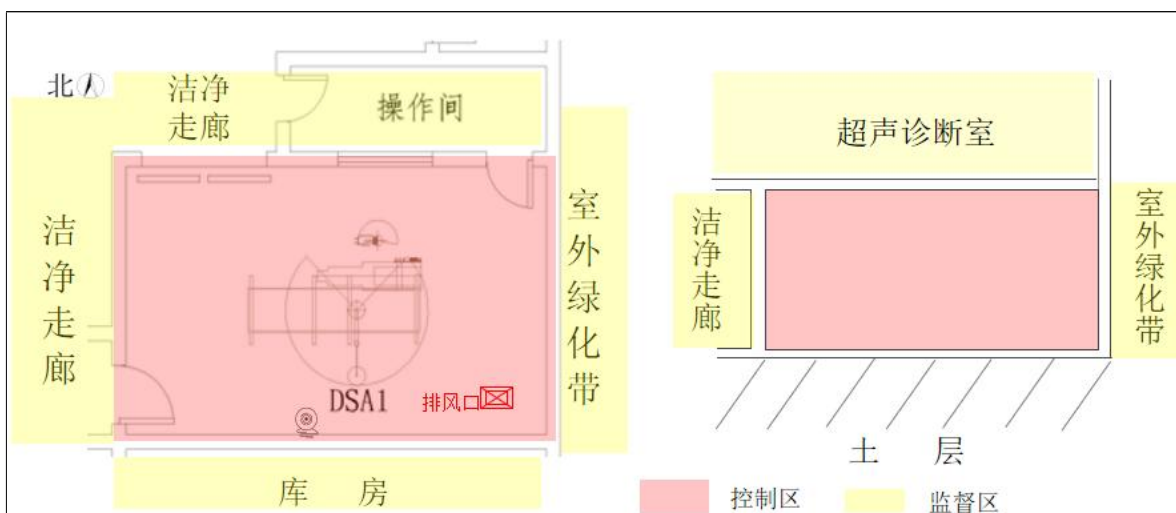 北
洁净
走廊
操作间
洁净走廊
室外绿化带
DSA1
排风口
库 房
超声诊断室
洁净走廊
室外绿化带
土 层
控制区
监督区